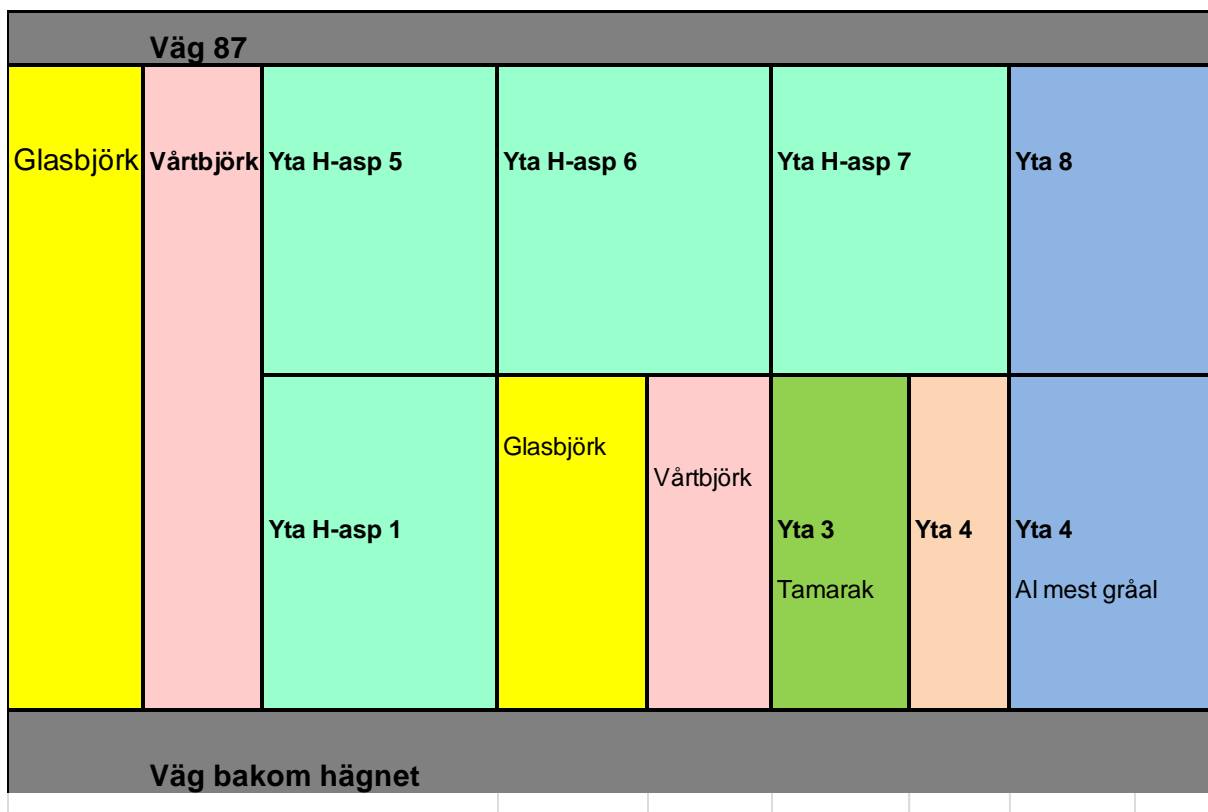 Väg 87
Glasbjörk Vårtbjörk Yta H-asp 5 Yta H-asp 6 Yta H-asp 7 Yta 8
Glasbjörk
Vårtbjörk
Yta H-asp 1 Yta 3 Yta 4 Yta 4
Tamarak Al mest gråal
Väg bakom hägnet